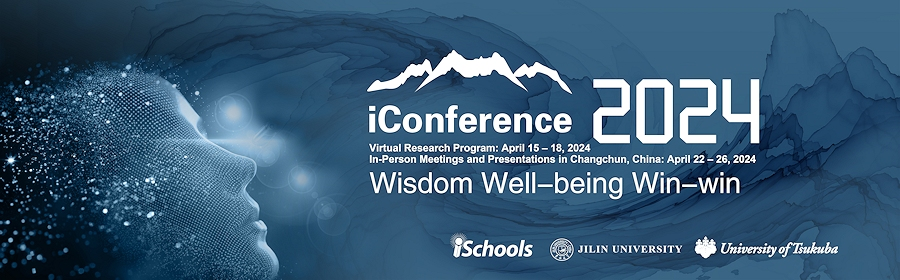 iConference 2024
Virtual Research Program: April 15 – 18, 2024
In-Person Meetings and Presentations in Changchun, China: April 22 – 26, 2024
Wisdom Well–being Win–win
iSchools JILIN UNIVERSITY University of Tsukuba